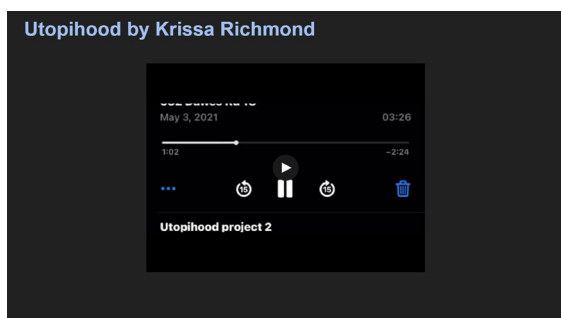 Utopihood by Krissa Richmond
May 3, 2021 03:26
1:02 -2:24
15 15
Utopihood project 2